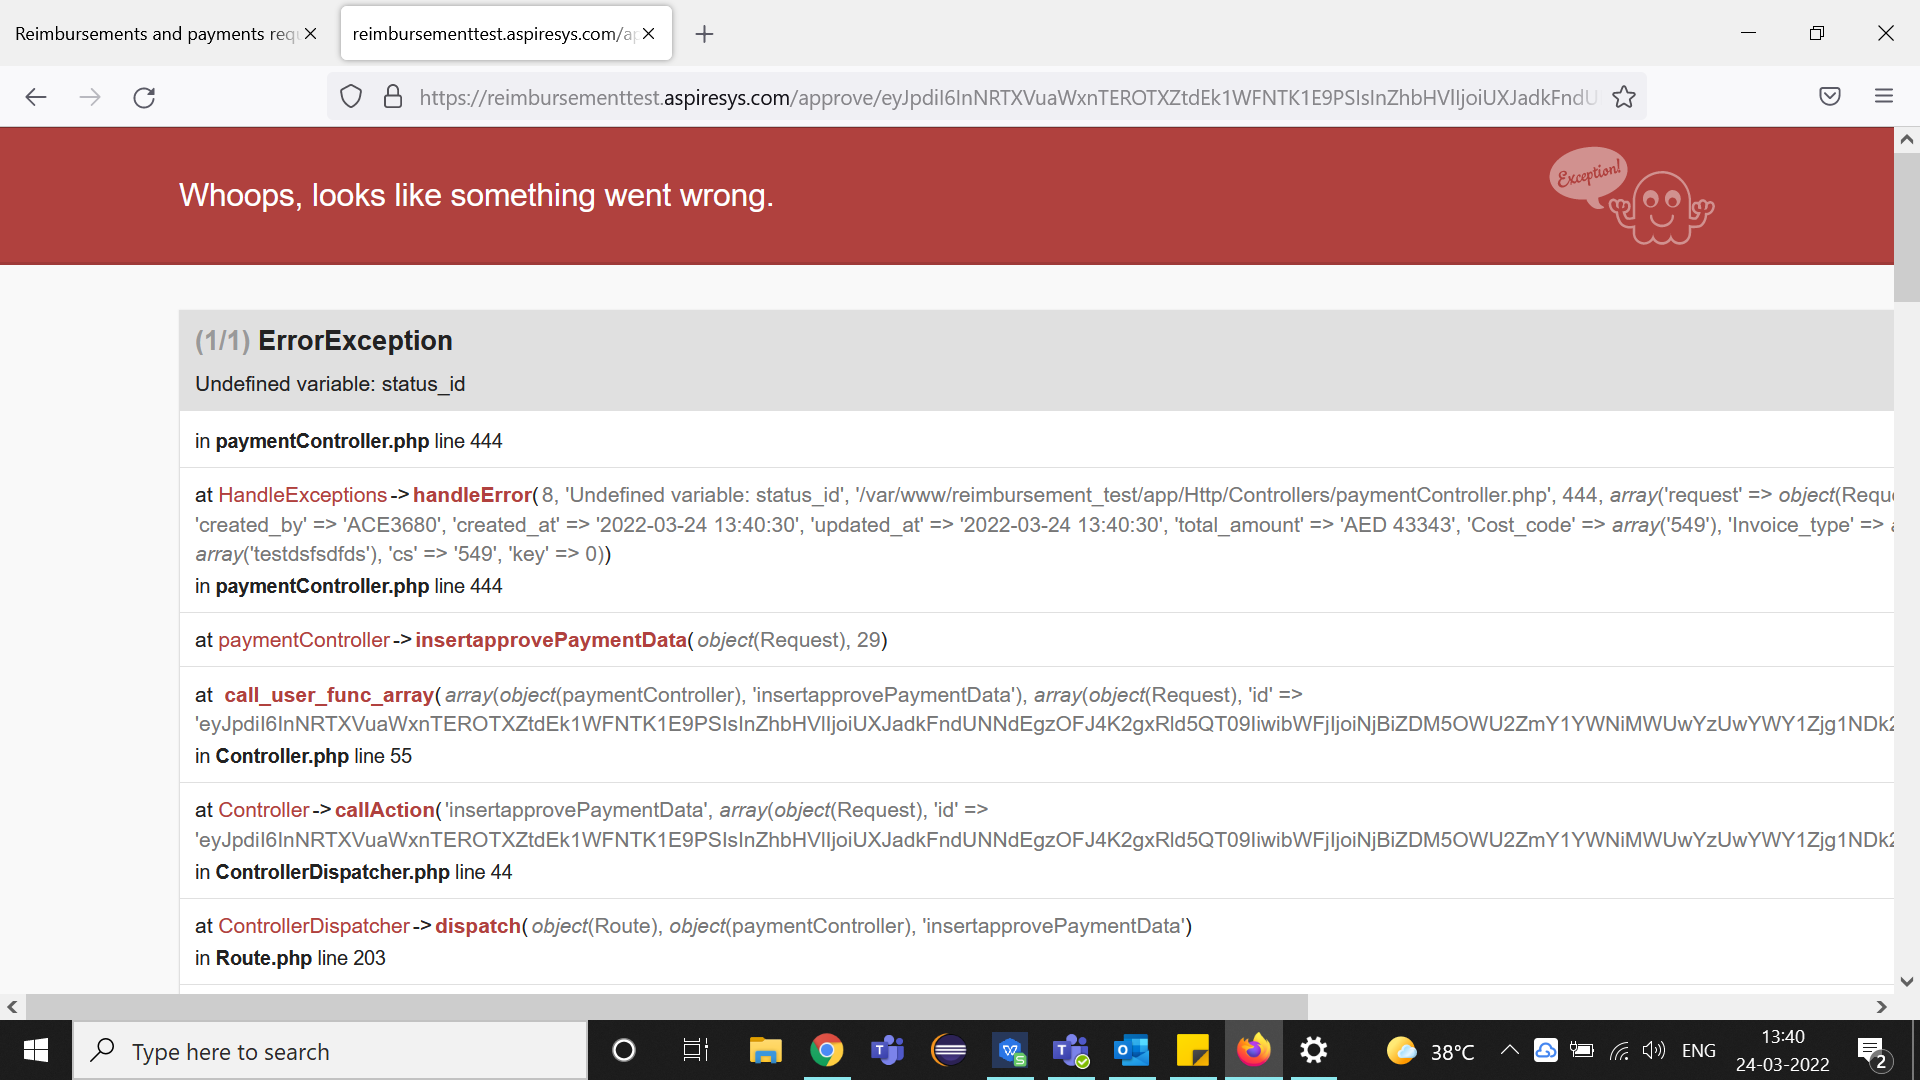 Reimbursements and payments requ
reimbursementtest.aspiresys.com/ap
https://reimbursementtest.aspiresys.com/approve/eyJpdiI6InNRTXVuaWxnTEROTXZtdEk1WFNTK1E9PSIsInZhbHVlIjoiUXJadkFndU
Whoops, looks like something went wrong.
Exception!
(1/1) ErrorException
Undefined variable: status_id
in paymentController.php line 444
at HandleExceptions->handleError(8, 'Undefined variable: status_id', '/var/www/reimbursement_test/app/Http/Controllers/paymentController.php', 444, array('request' => object(Requ
'created_by' => 'ACE3680', 'created_at' => '2022-03-24 13:40:30', 'updated_at' => '2022-03-24 13:40:30', 'total_amount' => 'AED 43343', 'Cost_code' => array('549'), 'Invoice_type' =>
array('testdsfsdfds'), 'cs' => '549', 'key' => 0))
in paymentController.php line 444
at paymentController->insertapprovePaymentData(object(Request), 29)
at call_user_func_array(array(object(paymentController), 'insertapprovePaymentData'), array(object(Request), 'id' =>
'eyJpdiI6InNRTXVuaWxnTEROTXZtdEk1WFNTK1E9PSIsInZhbHVlIjoiUXJadkFndUNNdEgzOFJ4K2gxRld5QT09IiwibWFjIjoiNjBiZDM5OWU2ZmY1YWNiMWUwYzUwYWY1Zjg1NDk2
in Controller.php line 55
at Controller->callAction('insertapprovePaymentData', array(object(Request), 'id' =>
'eyJpdiI6InNRTXVuaWxnTEROTXZtdEk1WFNTK1E9PSIsInZhbHVlIjoiUXJadkFndUNNdEgzOFJ4K2gxRld5QT09IiwibWFjIjoiNjBiZDM5OWU2ZmY1YWNiMWUwYzUwYWY1Zjg1NDk2
in ControllerDispatcher.php line 44
at ControllerDispatcher->dispatch(object(Route), object(paymentController), 'insertapprovePaymentData')
in Route.php line 203
Type here to search
38°C
ENG
13:40
24-03-2022
2